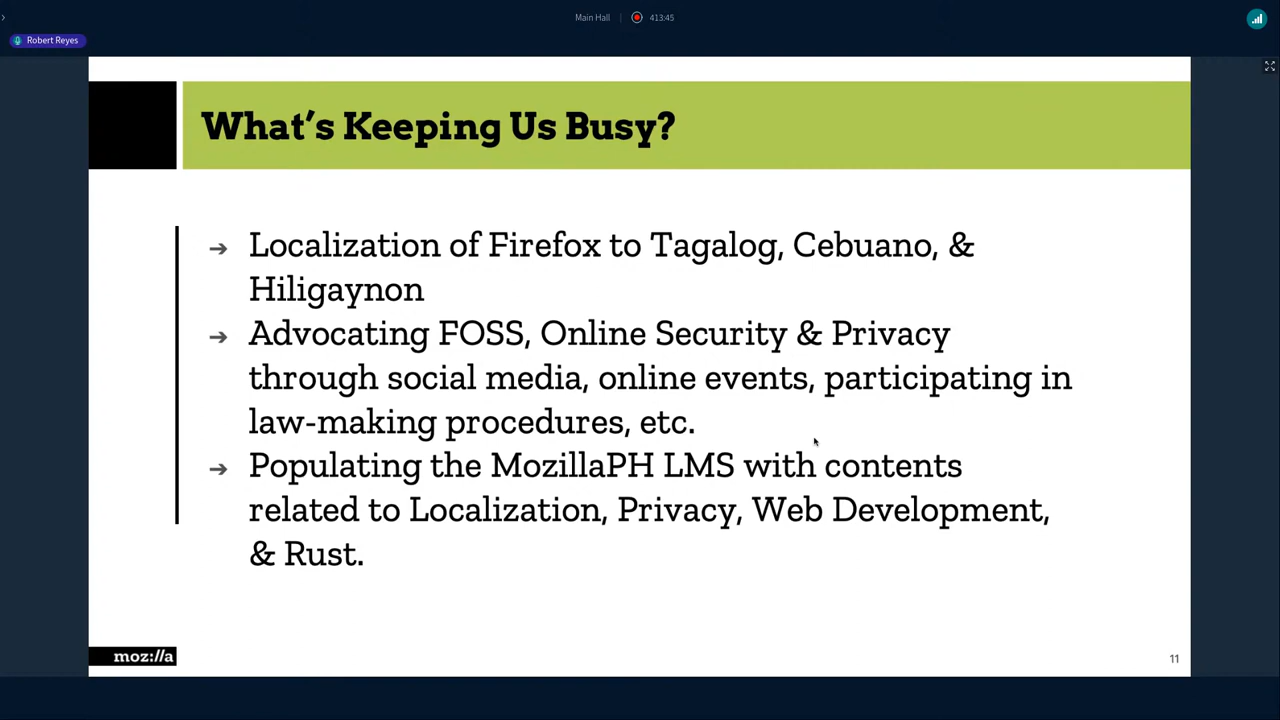 Main Hall
413:45
Robert Reyes
What’s Keeping Us Busy?
➔ Localization of Firefox to Tagalog, Cebuano, &
Hiligaynon
➔ Advocating FOSS, Online Security & Privacy
through social media, online events, participating in
law-making procedures, etc.
➔ Populating the MozillaPH LMS with contents
related to Localization, Privacy, Web Development,
& Rust.
moz://a
11